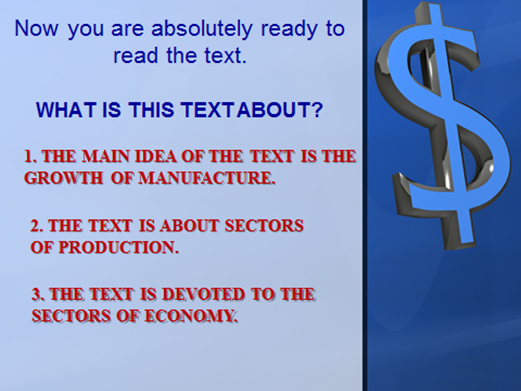 Now you are absolutely ready to
read the text.
WHAT IS THIS TEXT ABOUT?
1. THE MAIN IDEA OF THE TEXT IS THE
GROWTH OF MANUFACTURE.
2. THE TEXT IS ABOUT SECTORS
OF PRODUCTION.
3. THE TEXT IS DEVOTED TO THE
SECTORS OF ECONOMY.